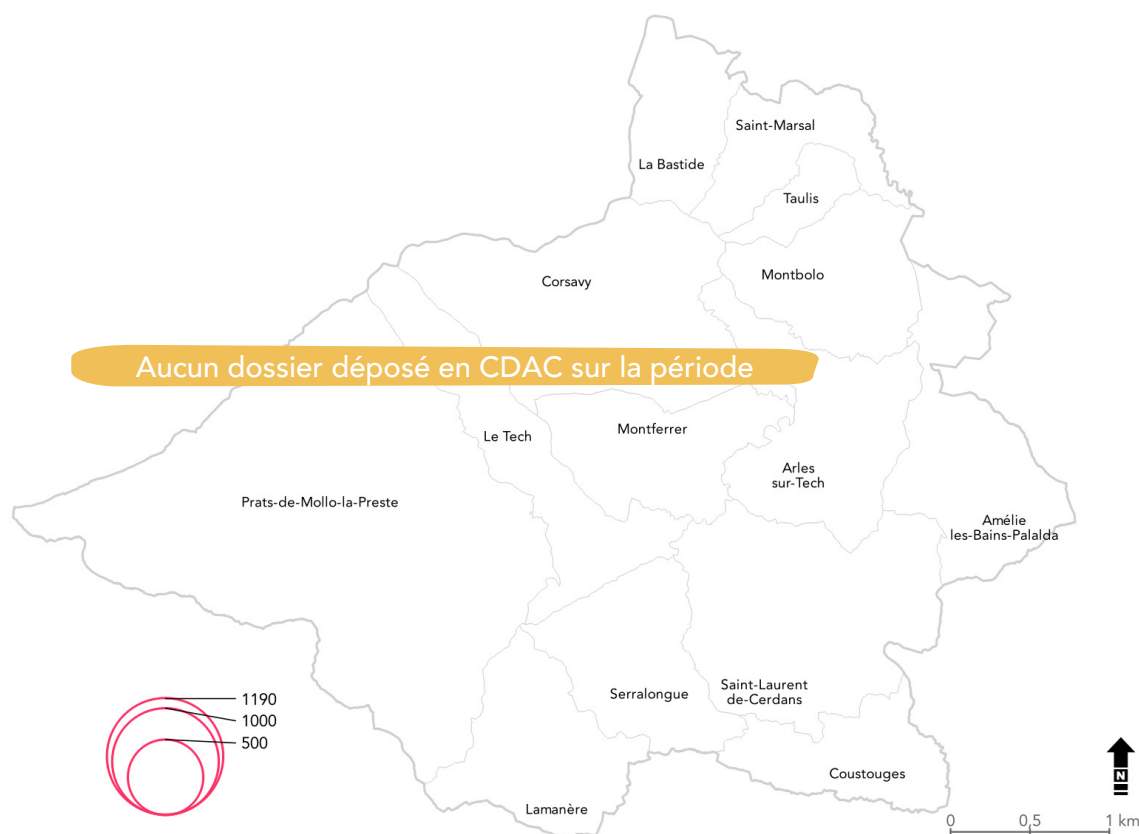 Saint-Marsal
La Bastide
Taulis
Montbolo
Corsavy
Aucun dossier déposé en CDAC sur la période
Montferrer
Le Tech
Arles
sur-Tech
Prats-de-Mollo-la-Preste
Amélie
les-Bains-Palalda
Saint-Laurent
de-Cerdans
Serralongue
1190
1000
500
Coustouges
Lamanère
N
0 0,5 1 km